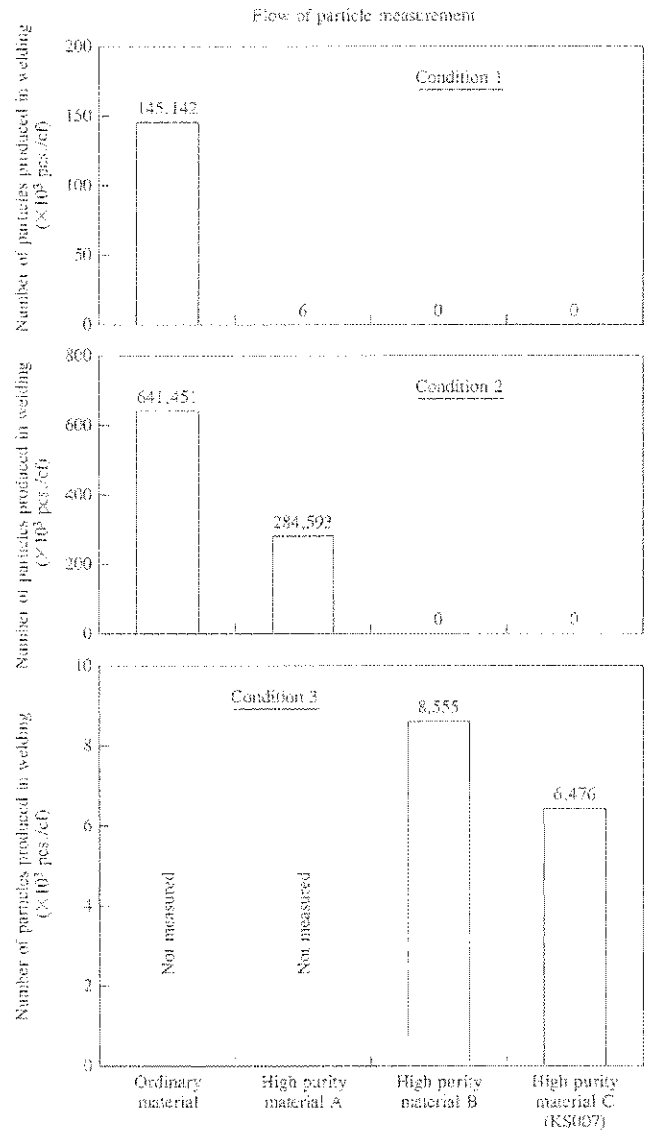 Flow of particle measurement
Number of particles produced in welding
(×10³ pcs./cf)
200
150
100
50
0
Condition 1
145,142
6
0
0
Number of particles produced in welding
(×10³ pcs./cf)
800
600
400
200
0
Condition 2
641,451
284,593
0
0
Number of particles produced in welding
(×10³ pcs./cf)
10
8
6
4
2
0
Condition 3
Not measured
Not measured
8,555
6,476
Ordinary
material
High purity
material A
High purity
material B
High purity
material C
(KS007)